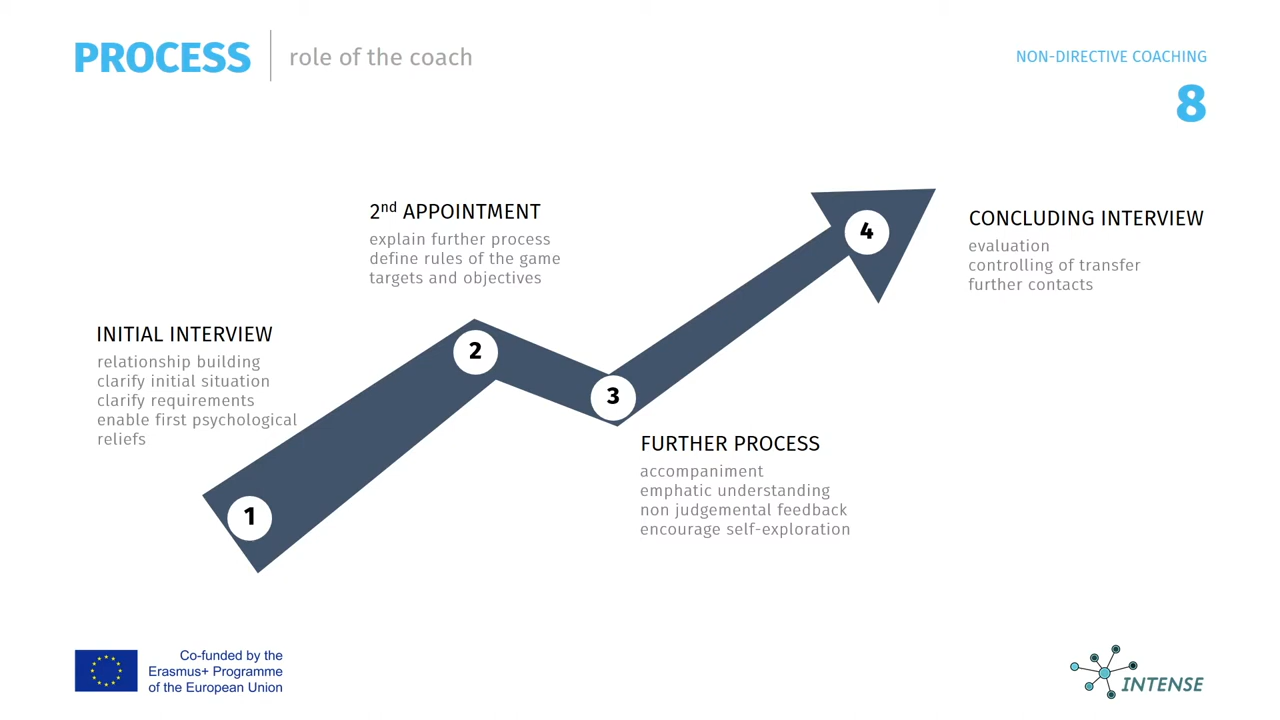 PROCESS
role of the coach
NON-DIRECTIVE COACHING
8
INITIAL INTERVIEW
relationship building
clarify initial situation
clarify requirements
enable first psychological
reliefs
1
2nd APPOINTMENT
explain further process
define rules of the game
targets and objectives
2
3
FURTHER PROCESS
accompaniment
emphatic understanding
non judgemental feedback
encourage self-exploration
4
CONCLUDING INTERVIEW
evaluation
controlling of transfer
further contacts
Co-funded by the
Erasmus+ Programme
of the European Union
INTENSE